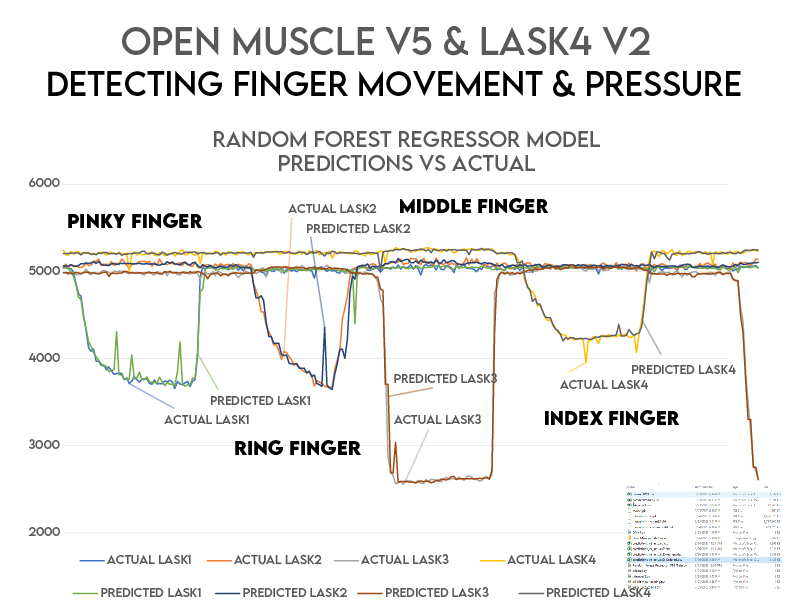 OPEN MUSCLE V5 & LASK4 V2
DETECTING FINGER MOVEMENT & PRESSURE
RANDOM FOREST REGRESSOR MODEL
PREDICTIONS VS ACTUAL
6000
PINKY FINGER
ACTUAL LASK2
MIDDLE FINGER
PREDICTED LASK2
5000
4000
PREDICTED LASK1
ACTUAL LASK1
PREDICTED LASK3
ACTUAL LASK3
ACTUAL LASK4
PREDICTED LASK4
INDEX FINGER
RING FINGER
3000
2000
ACTUAL LASK1 ACTUAL LASK2 ACTUAL LASK3 ACTUAL LASK4
PREDICTED LASK1 PREDICTED LASK2 PREDICTED LASK3 PREDICTED LASK4